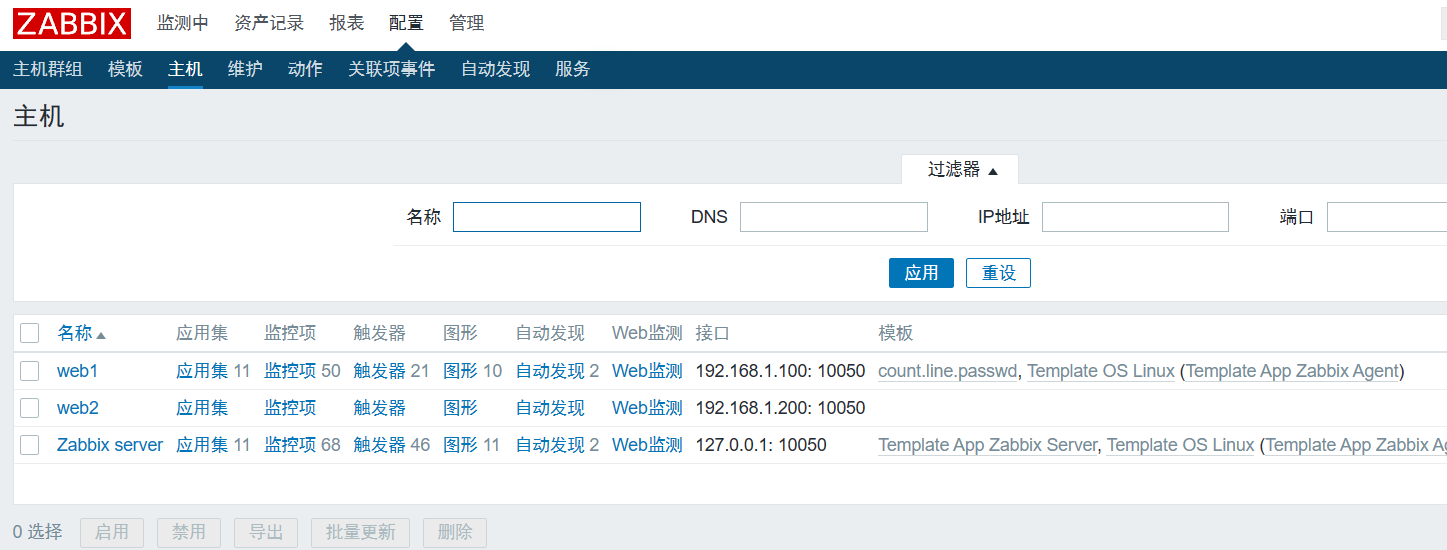 ZABBIX 监测中 资产记录 报表 配置 管理
主机群组 模板 主机 维护 动作 关联项事件 自动发现 服务
主机
过滤器 ▲
名称 DNS IP地址 端口
应用 重设
名称▲ 应用集 监控项 触发器 图形 自动发现 Web监测 接口 模板
web1 应用集 11 监控项 50 触发器 21 图形 10 自动发现 2 Web监测 192.168.1.100: 10050 count.line.passwd, Template OS Linux (Template App Zabbix Agent)
web2 应用集 监控项 触发器 图形 自动发现 Web监测 192.168.1.200: 10050
Zabbix server 应用集 11 监控项 68 触发器 46 图形 11 自动发现 2 Web监测 127.0.0.1: 10050 Template App Zabbix Server, Template OS Linux (Template App Zabbix Ag
0 选择 启用 禁用 导出 批量更新 删除